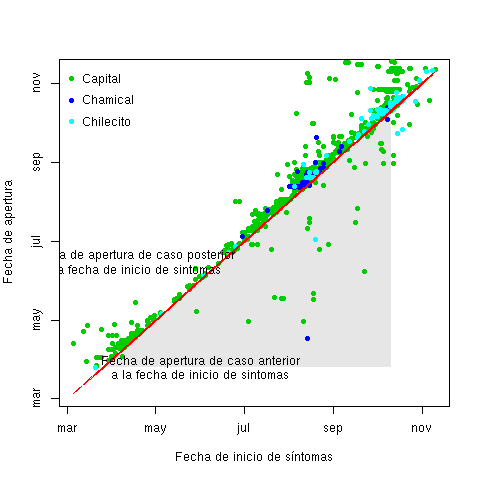 Capital
Chamical
Chilecito
a de apertura de caso posterior
a fecha de inicio de sintomas
Fecha de apertura de caso anterior
a la fecha de inicio de sintomas
Fecha de apertura
mar
may
jul
sep
nov
mar
may
jul
sep
nov
Fecha de inicio de síntomas